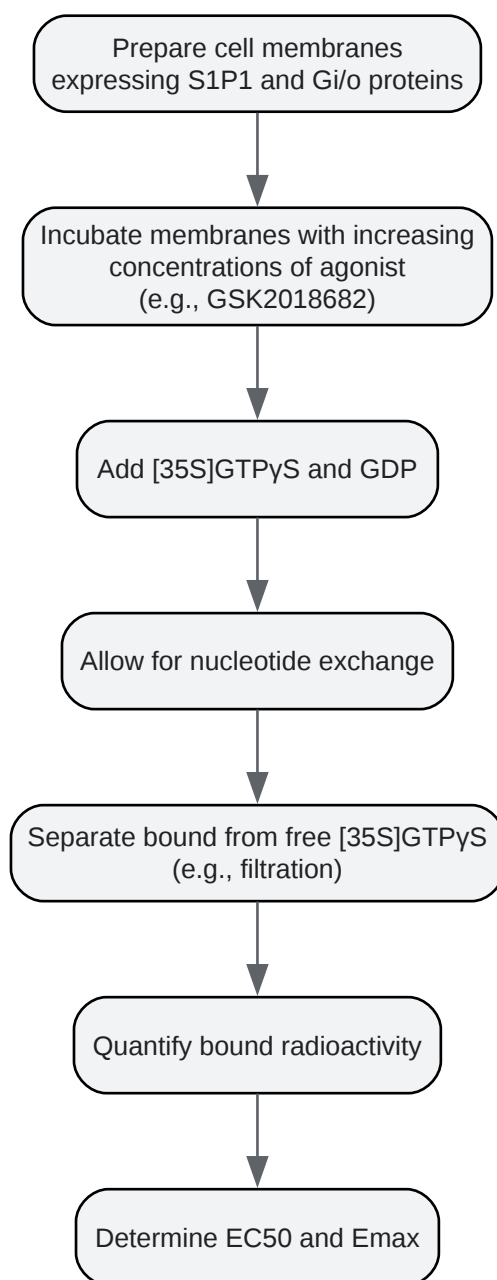 Prepare cell membranes
expressing S1P1 and Gi/o proteins
Incubate membranes with increasing
concentrations of agonist
(e.g., GSK2018682)
Add [35S]GTPγS and GDP
Allow for nucleotide exchange
Separate bound from free [35S]GTPγS
(e.g., filtration)
Quantify bound radioactivity
Determine EC50 and Emax